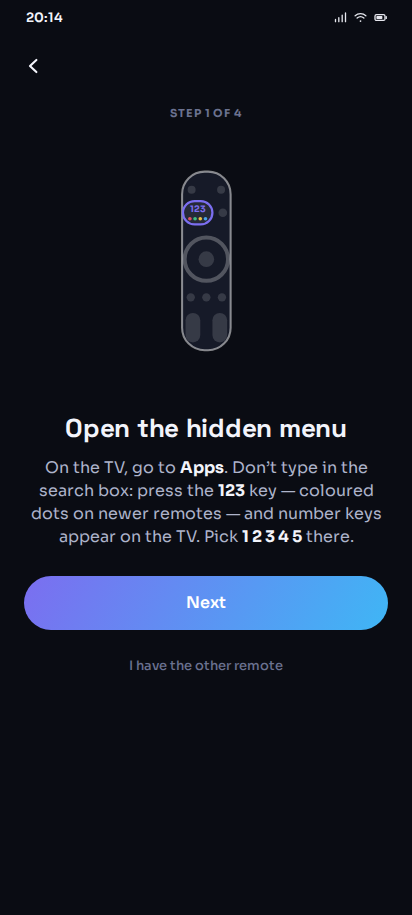 20:14
STEP 1 OF 4
123
Open the hidden menu
On the TV, go to Apps. Don’t type in the
search box: press the 123 key — coloured
dots on newer remotes — and number keys
appear on the TV. Pick 1 2 3 4 5 there.
Next
I have the other remote